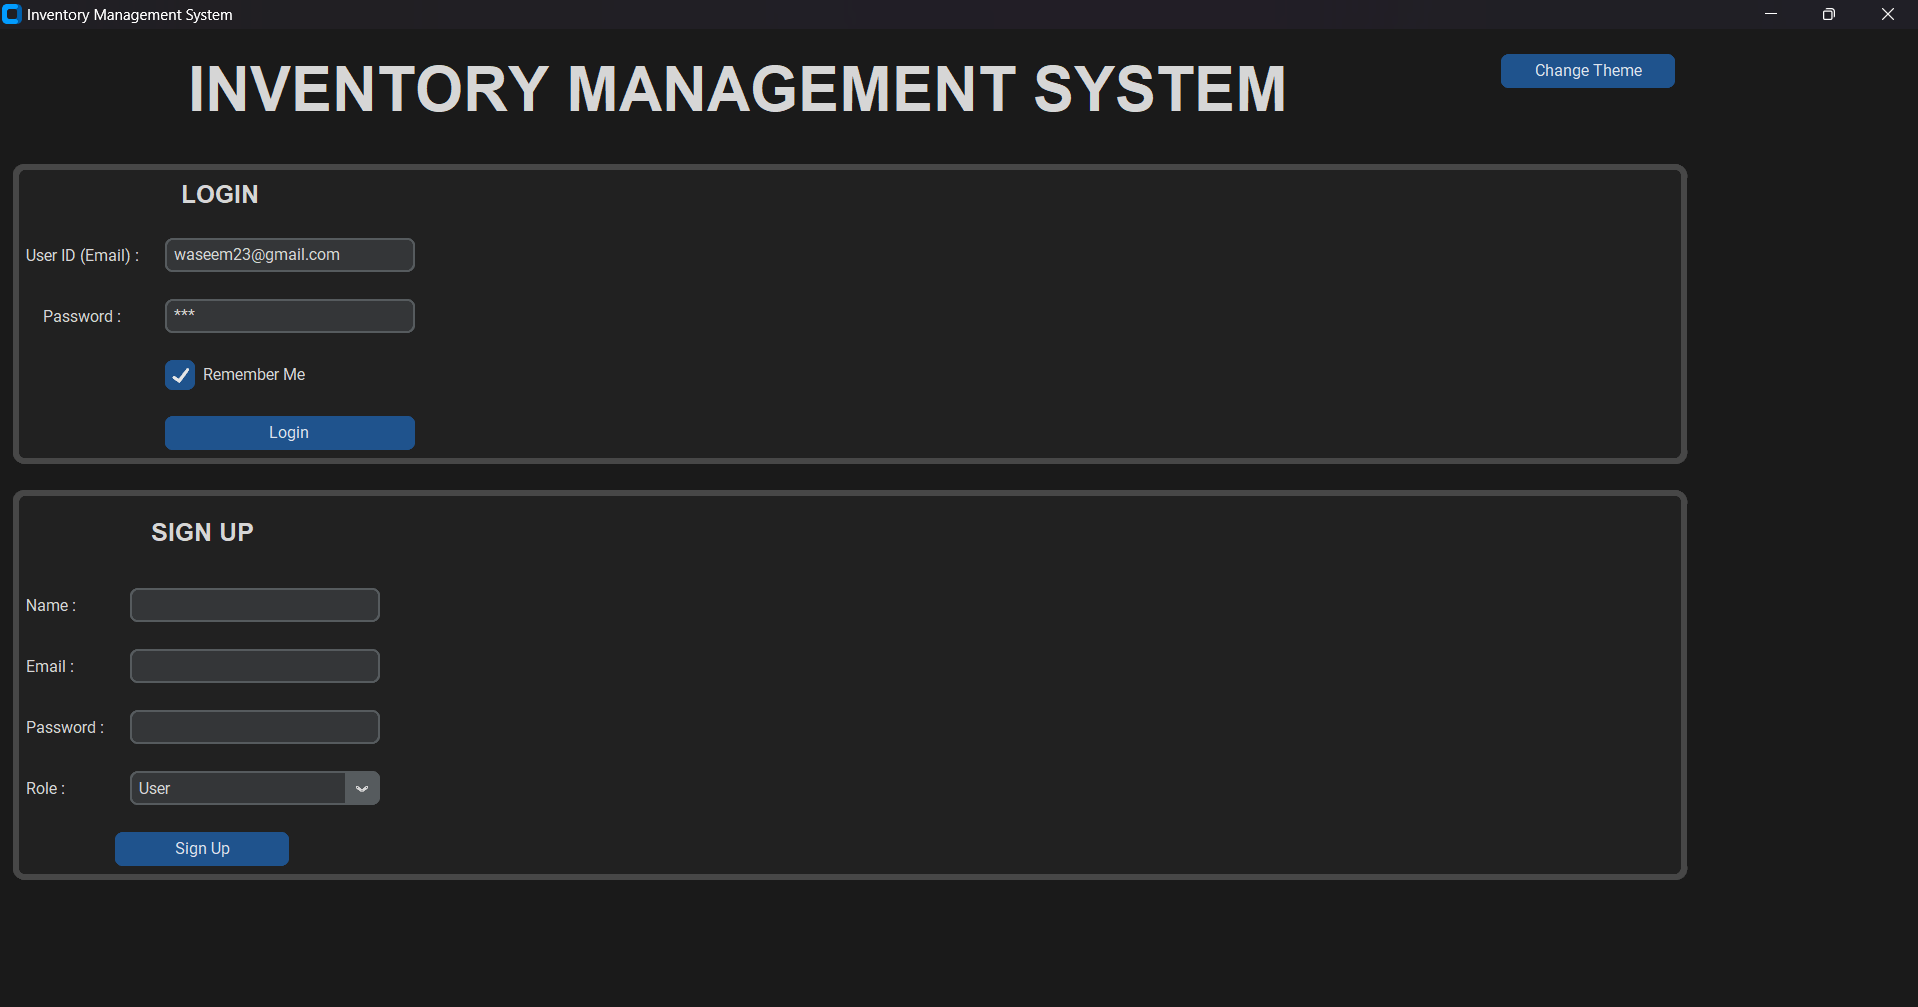 Inventory Management System
INVENTORY MANAGEMENT SYSTEM
Change Theme
LOGIN
User ID (Email) : waseem23@gmail.com
Password : ***
Remember Me
Login
SIGN UP
Name :
Email :
Password :
Role : User
Sign Up